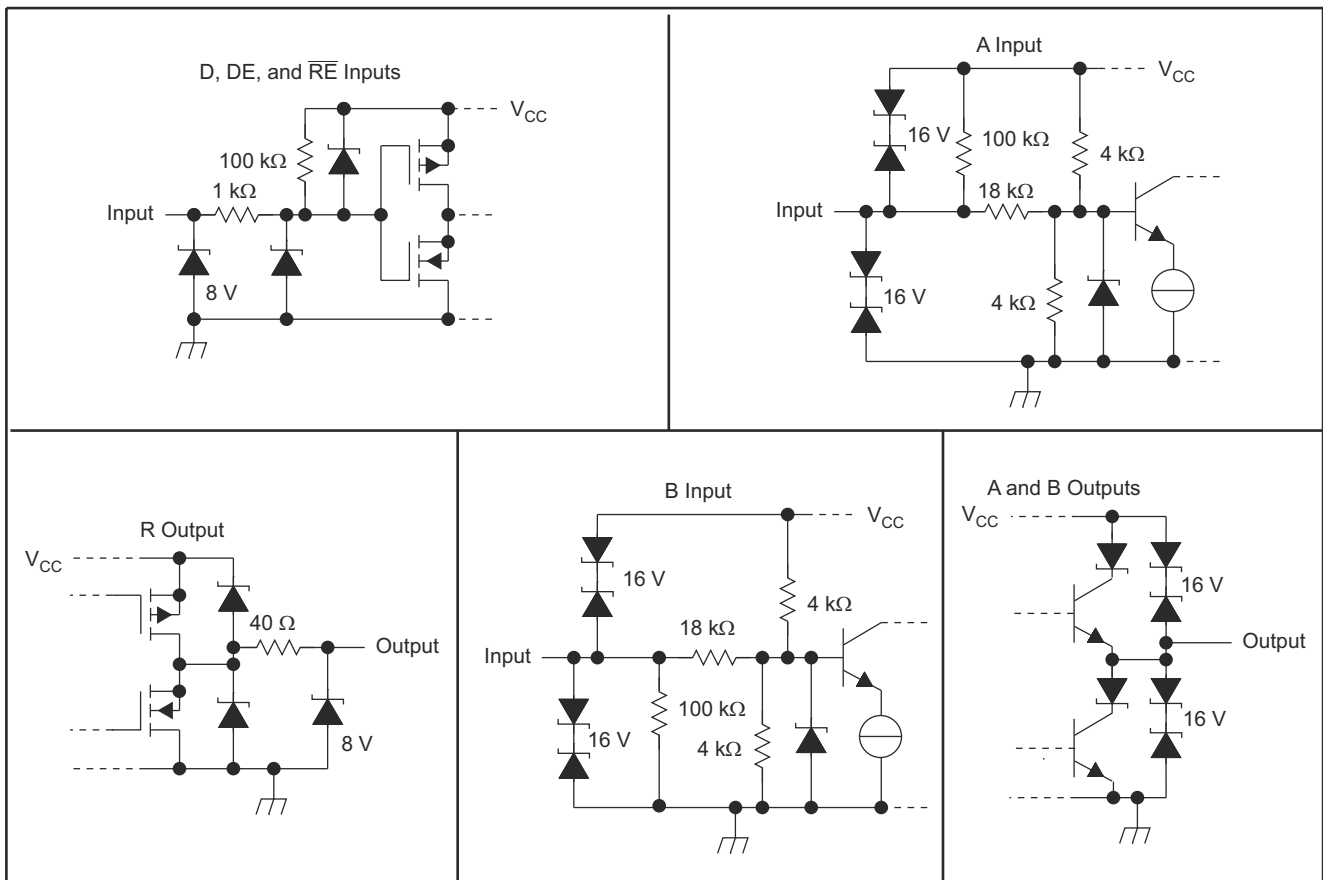 D, DE, and RE Inputs
V_CC
100 kΩ
1 kΩ
Input
8 V
A Input
V_CC
16 V
100 kΩ
4 kΩ
18 kΩ
Input
16 V
4 kΩ
R Output
V_CC
40 Ω
Output
8 V
B Input
V_CC
16 V
4 kΩ
18 kΩ
Input
100 kΩ
16 V
4 kΩ
A and B Outputs
V_CC
16 V
Output
16 V